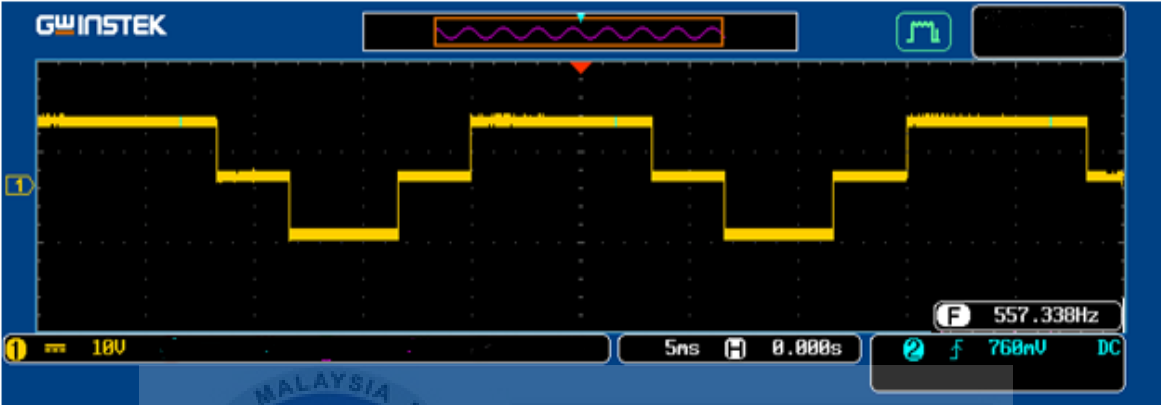 GWINSTEK
1
F 557.338Hz
1 10V
5ms H 0.000s
2 760mV DC
MALAYSIA